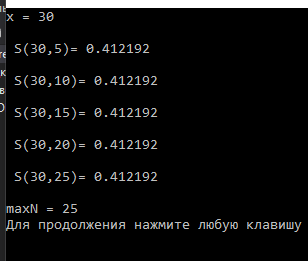 x = 30
S(30,5)= 0.412192
S(30,10)= 0.412192
S(30,15)= 0.412192
S(30,20)= 0.412192
S(30,25)= 0.412192
maxN = 25
Для продолжения нажмите любую клавишу